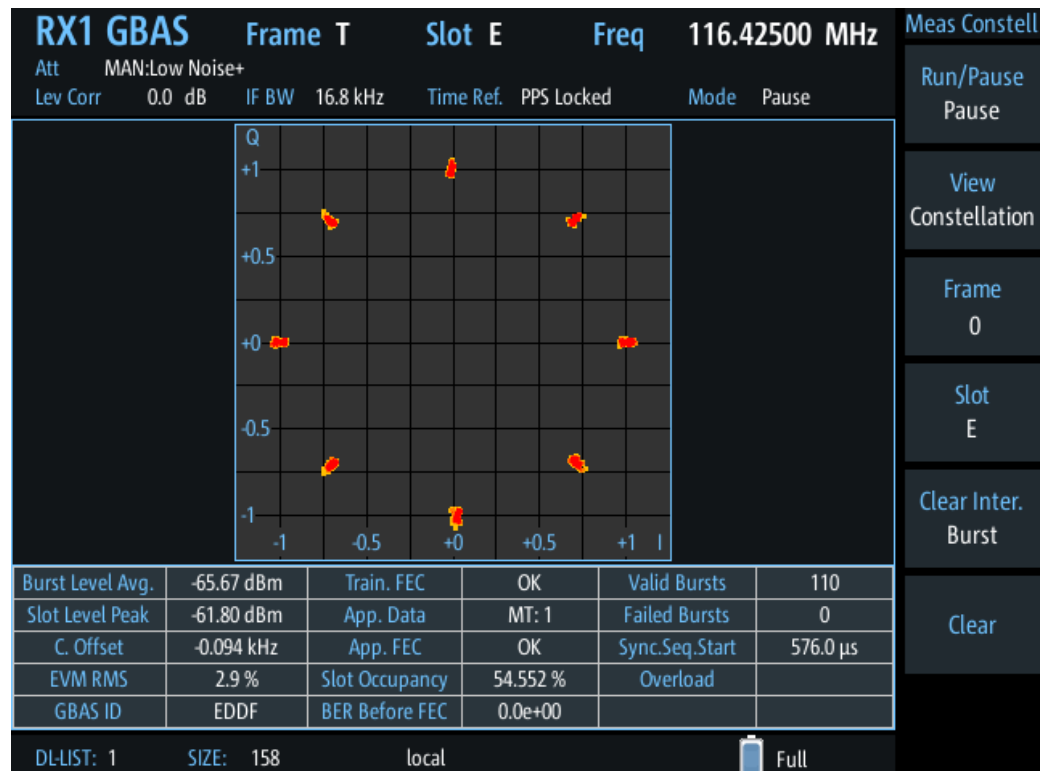 RX1 GBAS Frame T Slot E Freq 116.42500 MHz
Att MAN:Low Noise+
Lev Corr 0.0 dB IF BW 16.8 kHz Time Ref. PPS Locked Mode Pause
Q
+1
+0.5
+0
-0.5
-1
-1 -0.5 +0 +0.5 +1 I
Burst Level Avg. -65.67 dBm Train. FEC OK Valid Bursts 110
Slot Level Peak -61.80 dBm App. Data MT: 1 Failed Bursts 0
C. Offset -0.094 kHz App. FEC OK Sync.Seq.Start 576.0 µs
EVM RMS 2.9 % Slot Occupancy 54.552 % Overload
GBAS ID EDDF BER Before FEC 0.0e+00
DL-LIST: 1 SIZE: 158 local Full
Meas Constell
Run/Pause
Pause
View
Constellation
Frame
0
Slot
E
Clear Inter.
Burst
Clear